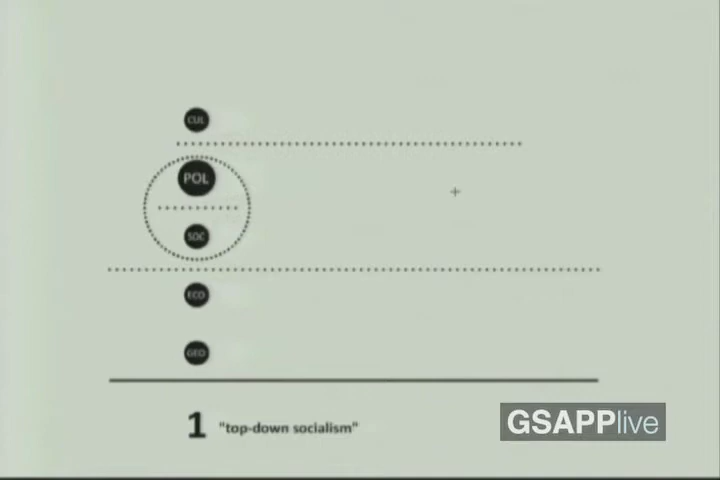 CUL
POL
SOC
ECO
GEO
1 "top-down socialism"
GSAPPlive